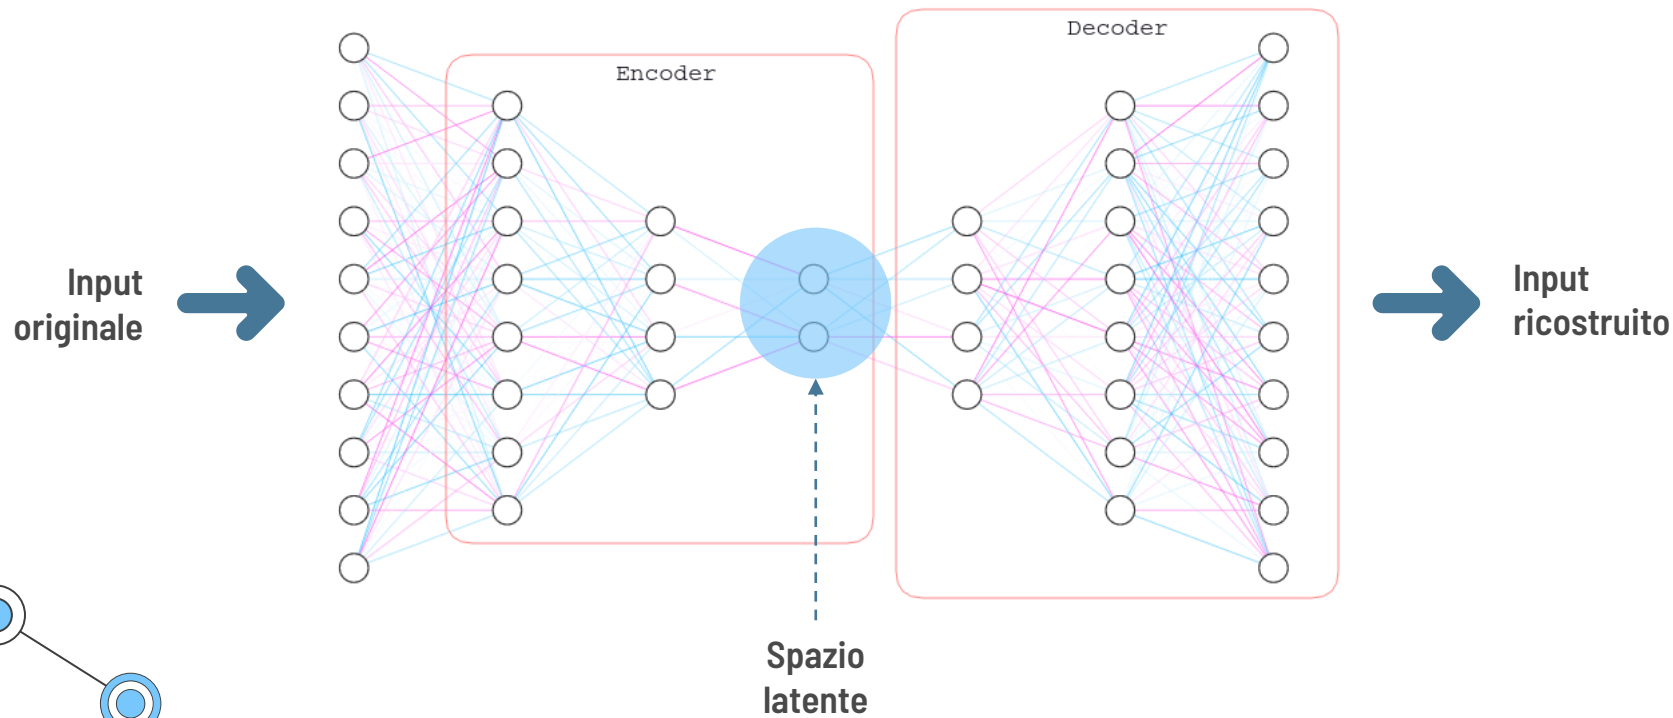 Decoder
Encoder
Input
originale
Input
ricostruito
Spazio
latente